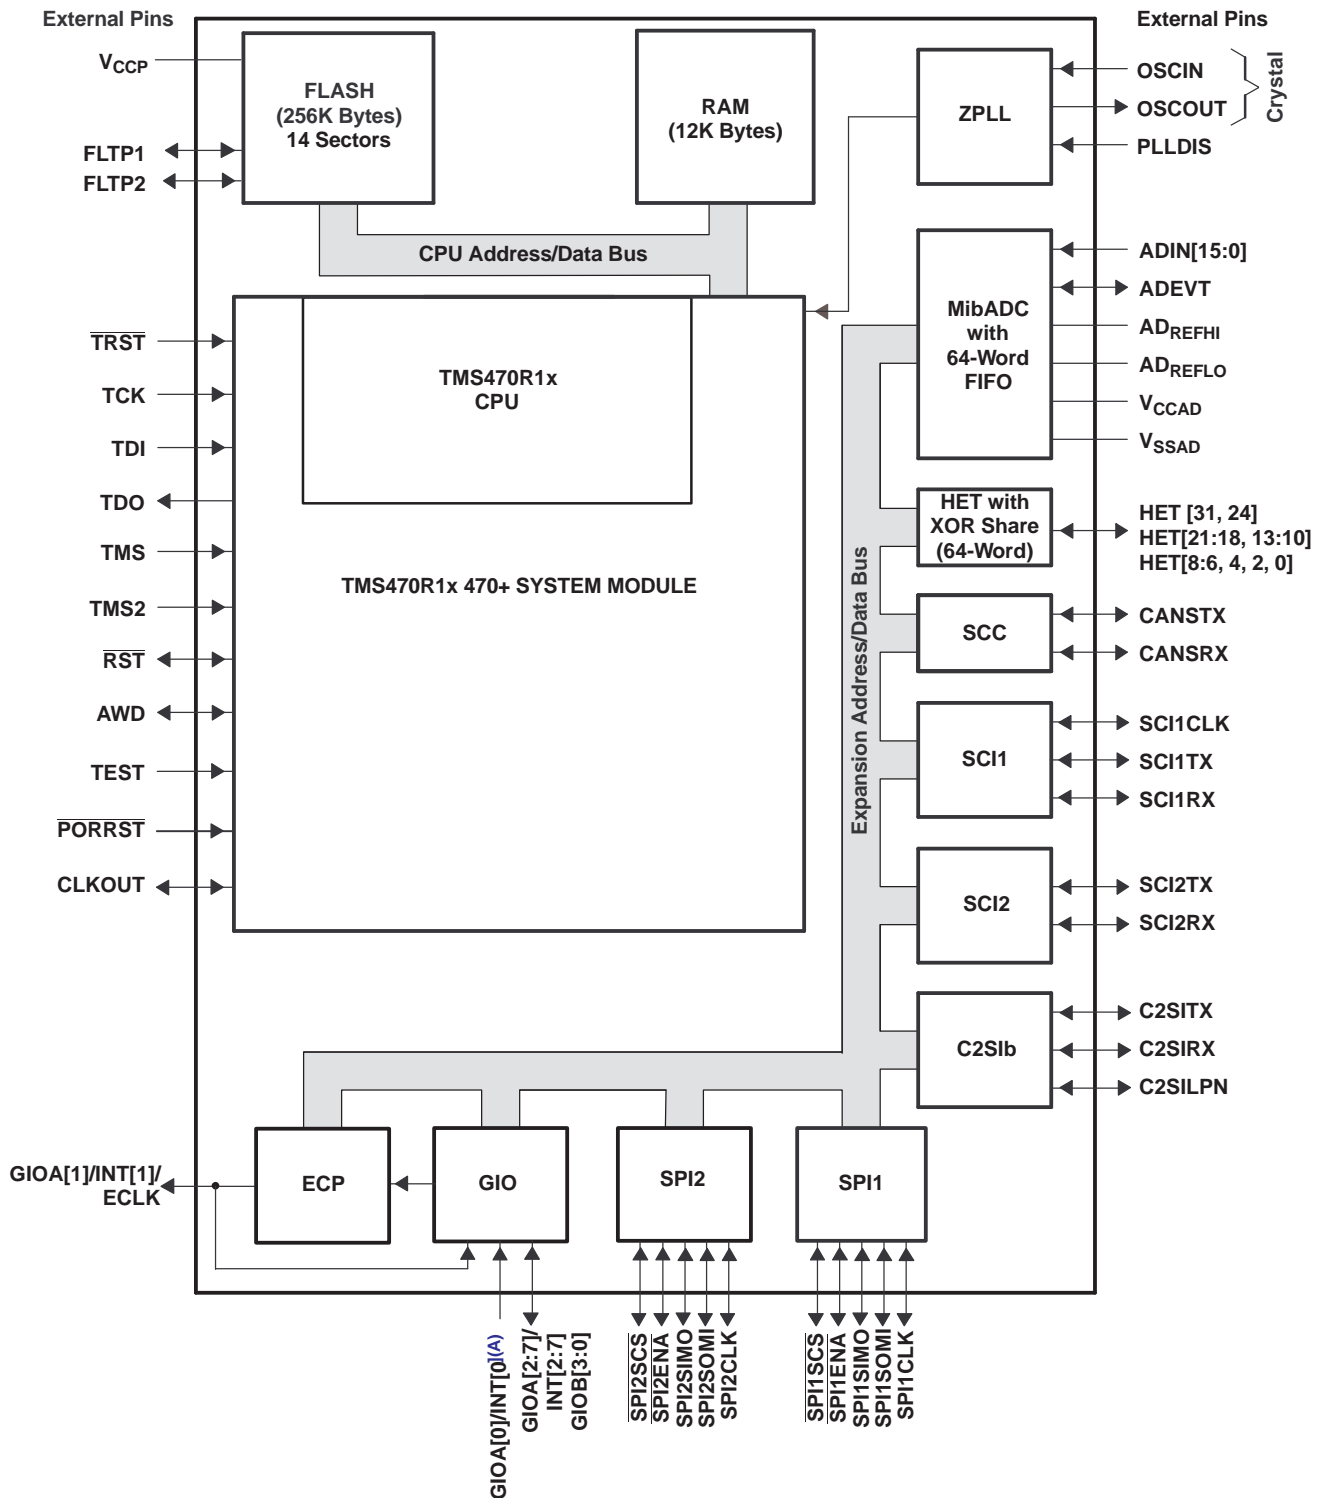 External Pins
External Pins
V_CCP
FLASH
(256K Bytes)
14 Sectors
FLTP1
FLTP2
RAM
(12K Bytes)
ZPLL
OSCIN
OSCOUT
PLLDIS
Crystal
CPU Address/Data Bus
MibADC
with
64-Word
FIFO
ADIN[15:0]
ADEVT
AD_REFHI
AD_REFLO
V_CCAD
V_SSAD
TRST
TCK
TDI
TDO
TMS
TMS2
RST
AWD
TEST
PORRST
CLKOUT
TMS470R1x
CPU
TMS470R1x 470+ SYSTEM MODULE
Expansion Address/Data Bus
HET with
XOR Share
(64-Word)
HET [31, 24]
HET[21:18, 13:10]
HET[8:6, 4, 2, 0]
SCC
CANSTX
CANSRX
SCI1
SCI1CLK
SCI1TX
SCI1RX
SCI2
SCI2TX
SCI2RX
C2SIb
C2SITX
C2SIRX
C2SILPN
GIOA[1]/INT[1]/
ECLK
ECP
GIO
SPI2
SPI1
GIOA[0]/INT[0](A)
GIOA[2:7]/
INT[2:7]
GIOB[3:0]
SPI2SCS
SPI2ENA
SPI2SIMO
SPI2SOMI
SPI2CLK
SPI1SCS
SPI1ENA
SPI1SIMO
SPI1SOMI
SPI1CLK